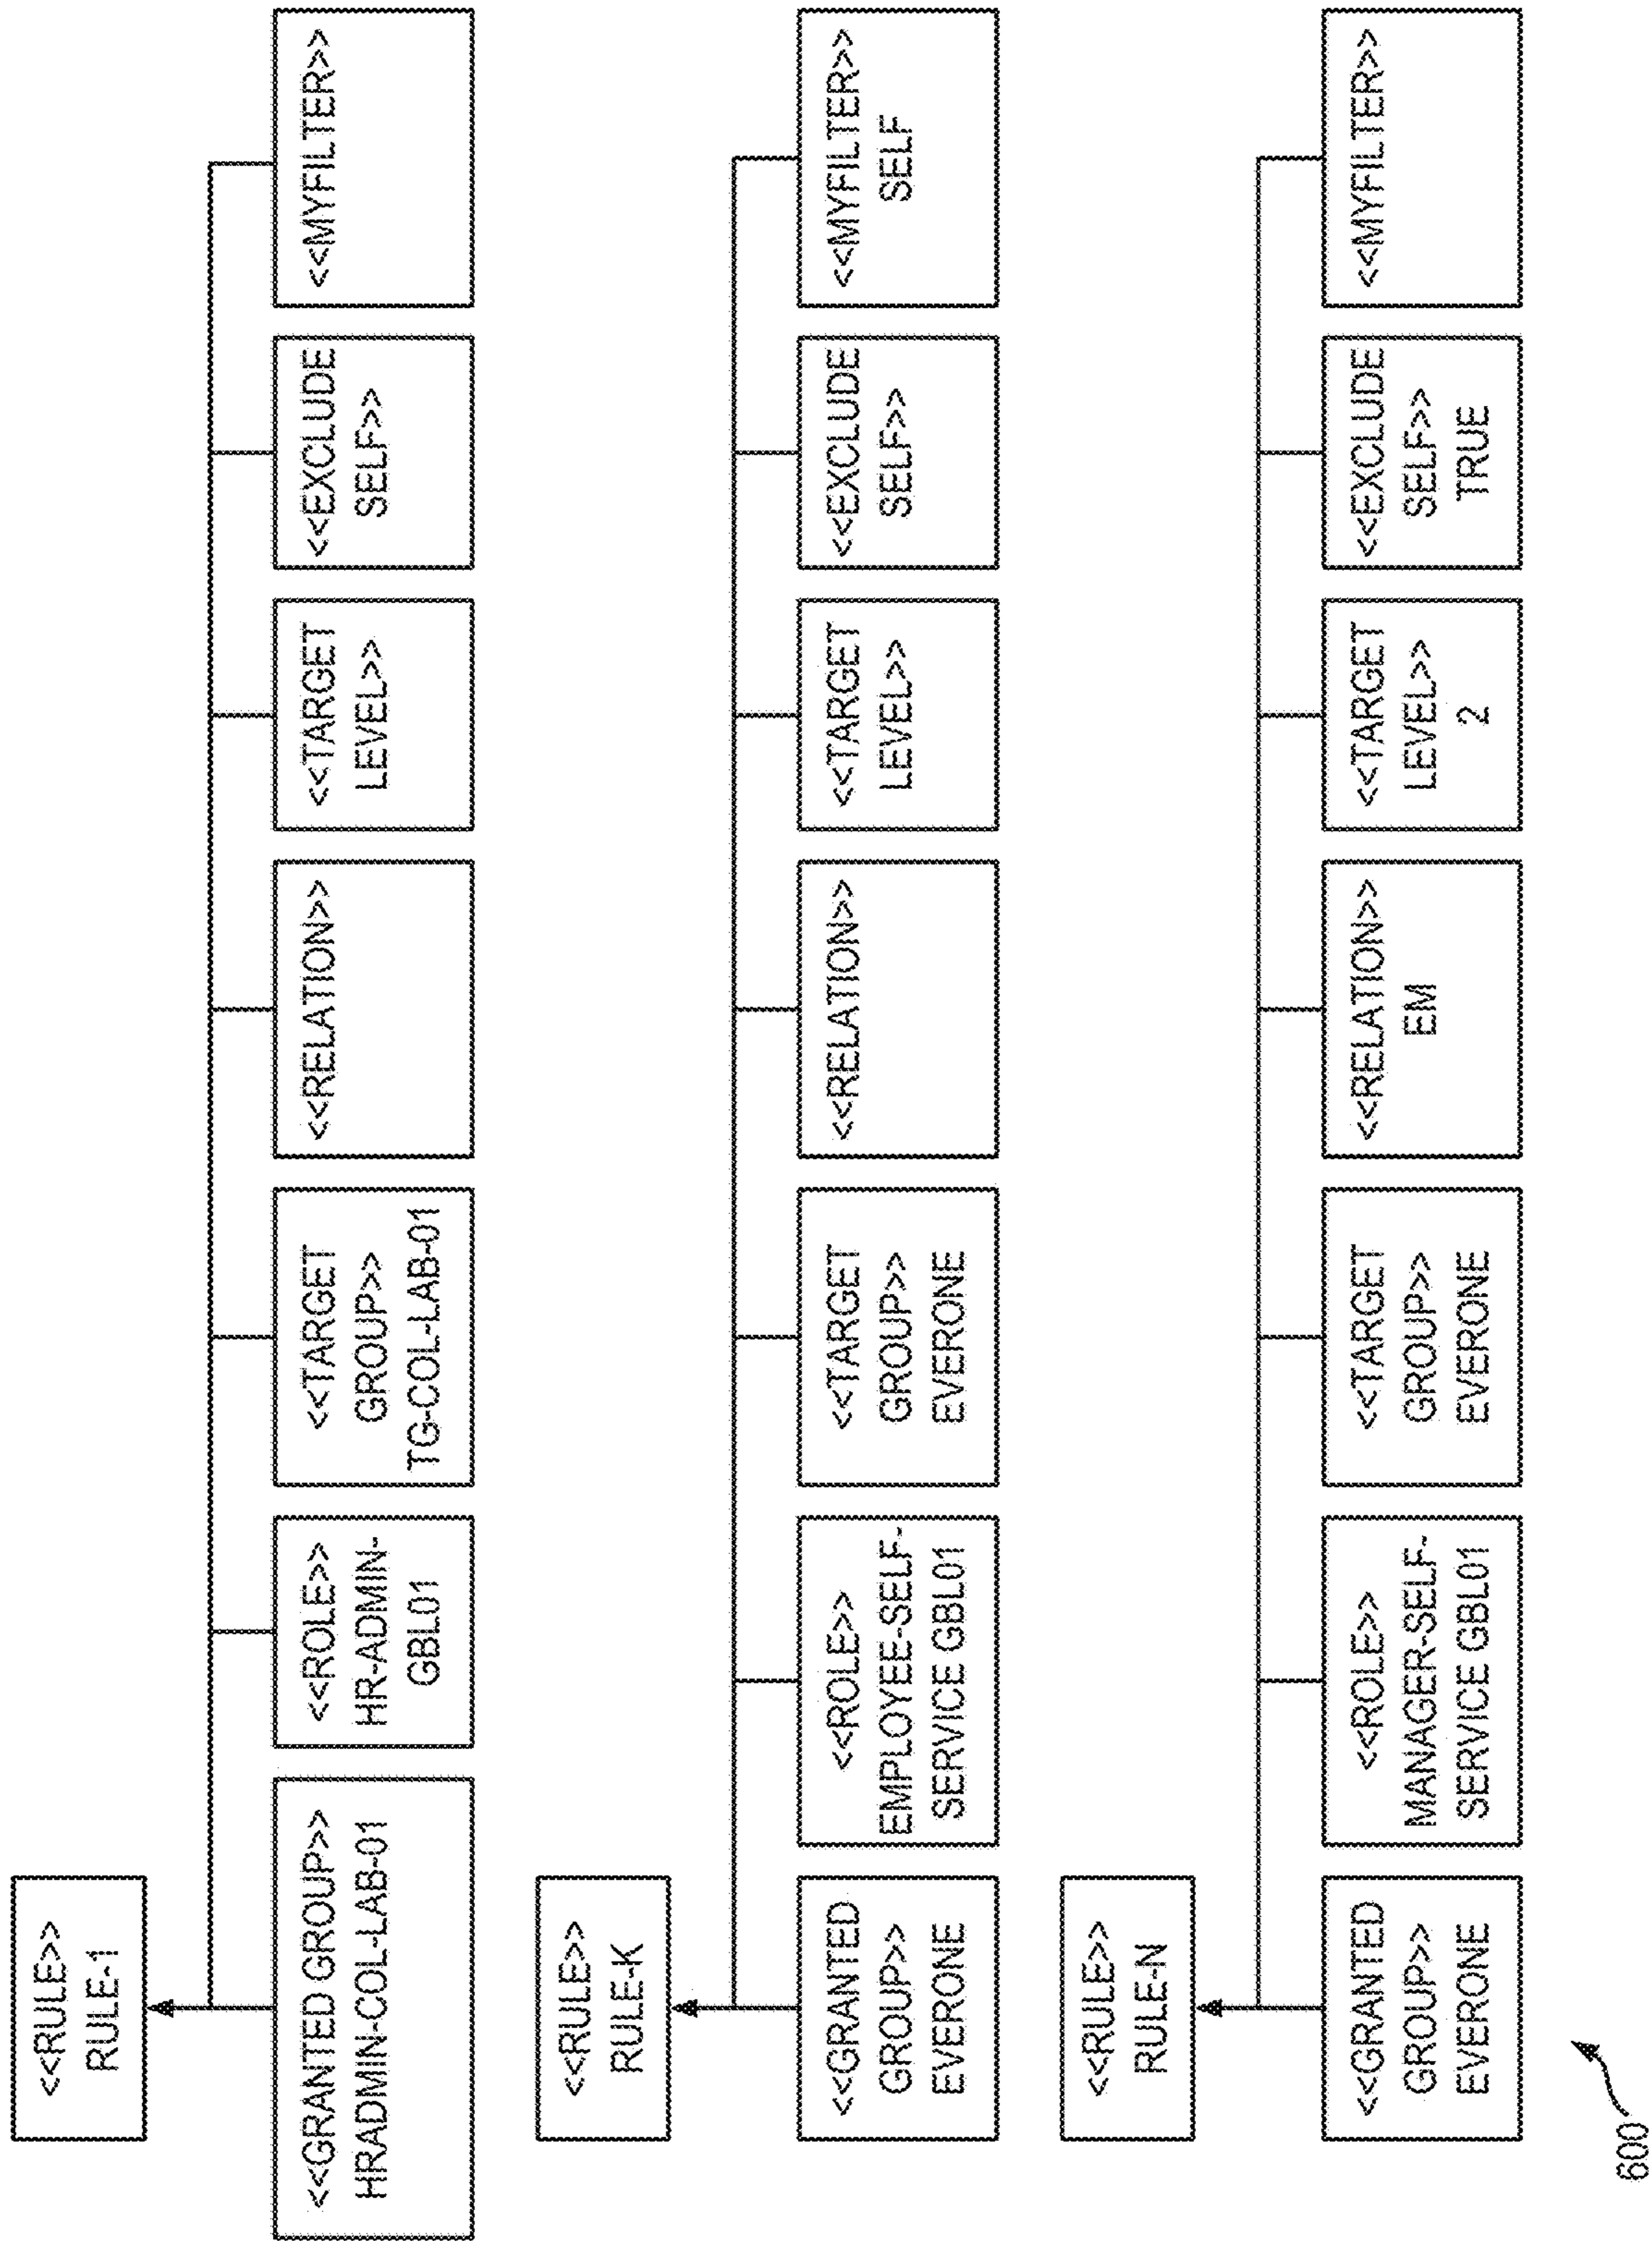 <<RULE>>
RULE-1
<<GRANTED GROUP>>
HRADMIN-COL-LAB-01
<<ROLE>>
HR-ADMIN-
GBL01
<<TARGET
GROUP>>
TG-COL-LAB-01
<<RELATION>>
<<TARGET
LEVEL>>
<<EXCLUDE
SELF>>
<<MYFILTER>>
<<RULE>>
RULE-K
<<GRANTED
GROUP>>
EVERONE
<<ROLE>>
EMPLOYEE-SELF-
SERVICE GBL01
<<TARGET
GROUP>>
EVERONE
<<RELATION>>
<<TARGET
LEVEL>>
<<EXCLUDE
SELF>>
<<MYFILTER>>
SELF
<<RULE>>
RULE-N
<<GRANTED
GROUP>>
EVERONE
<<ROLE>>
MANAGER-SELF-
SERVICE GBL01
<<TARGET
GROUP>>
EVERONE
<<RELATION>>
EM
<<TARGET
LEVEL>>
2
<<EXCLUDE
SELF>>
TRUE
<<MYFILTER>>
600